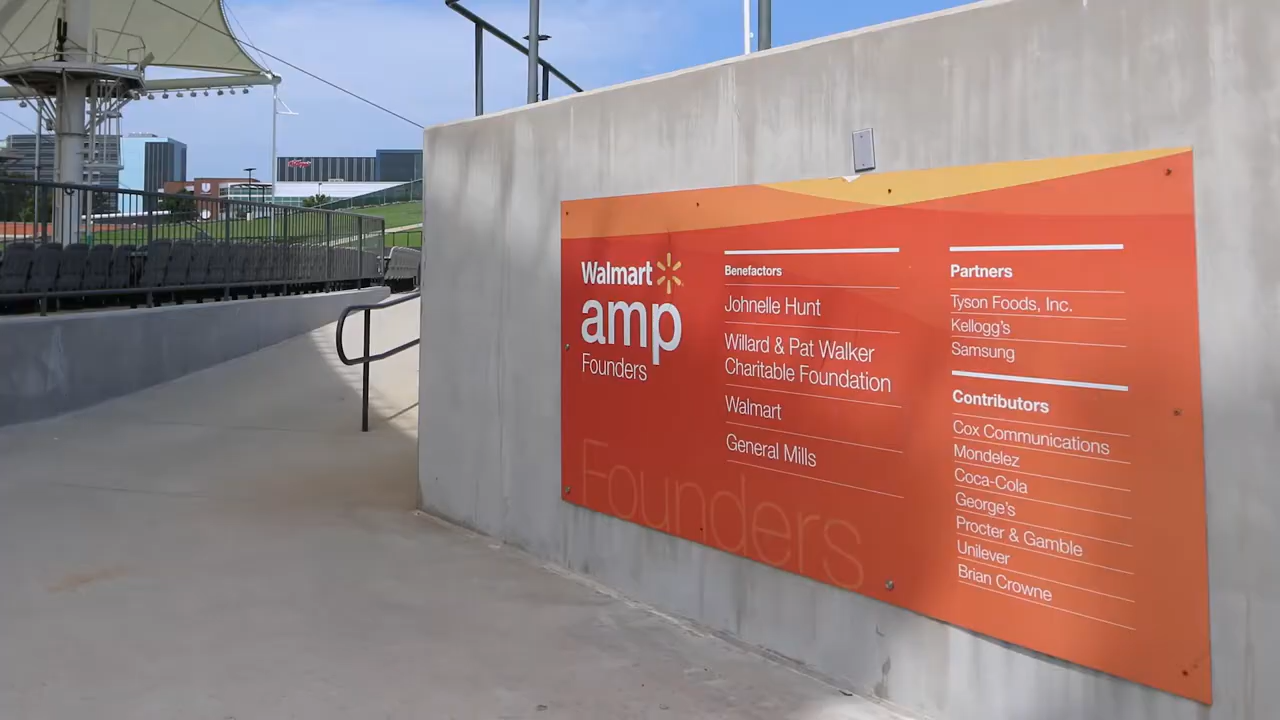 Walmart
amp
Founders
Benefactors
Johnelle Hunt
Willard & Pat Walker
Charitable Foundation
Walmart
General Mills
Partners
Tyson Foods, Inc.
Kellogg's
Samsung
Contributors
Cox Communications
Mondelez
Coca-Cola
George's
Procter & Gamble
Unilever
Brian Crowne
Founders